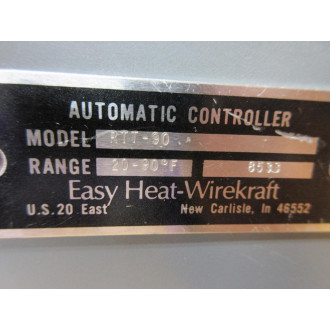 AUTOMATIC CONTROLLER
MODEL RTT-90
RANGE 20-90°F 8533
Easy Heat-Wirekraft
U.S.20 East New Carlisle, In 46552